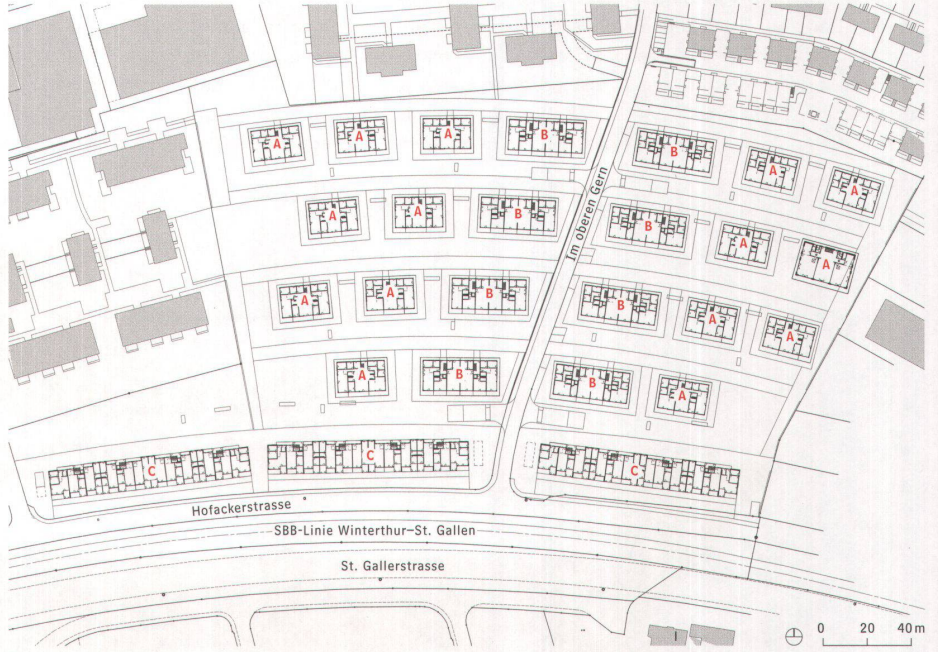 A A A B
B A A
A A B
B A A
A A B
B A A
A B
B A
C C C
Im oberen Gern
Hofackerstrasse
SBB-Linie Winterthur–St. Gallen
St. Gallerstrasse
0 20 40 m